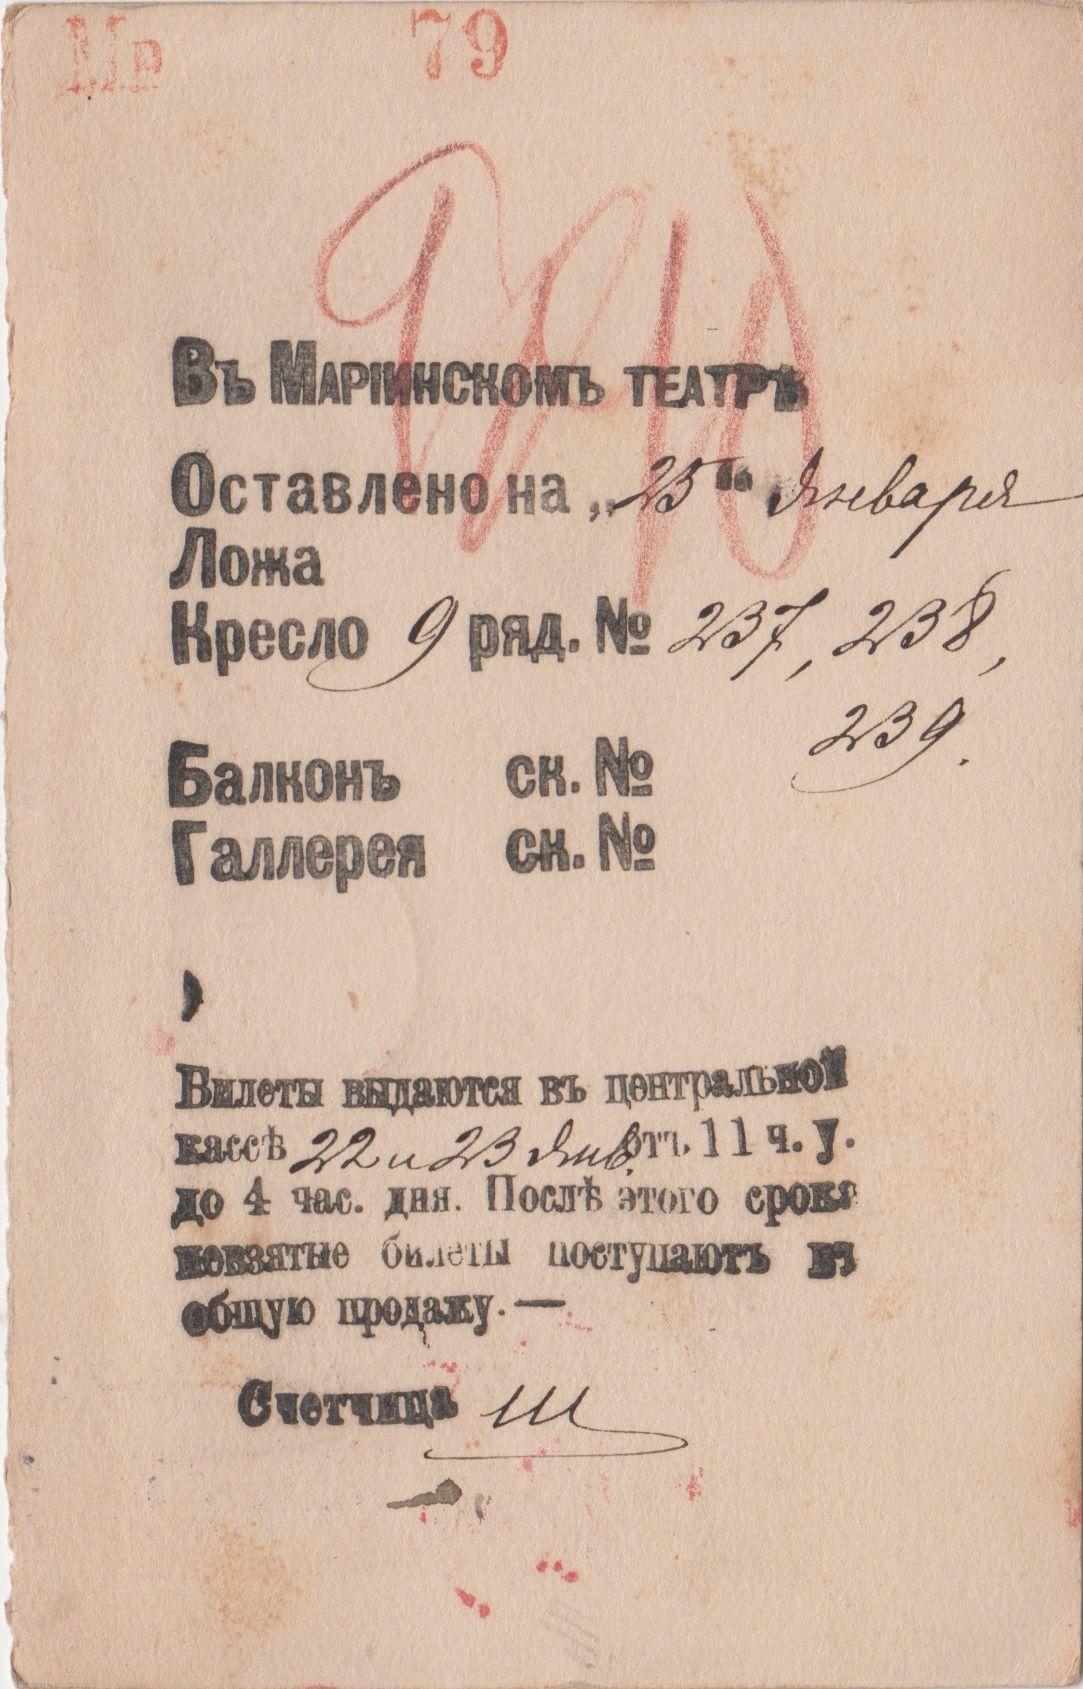 Мр 79
Въ Маріинскомъ театрѣ
Оставлено на „25“ Января
Ложа
Кресло 9 ряд. № 237, 238,
239.
Балконъ ск. №
Галлерея ск. №
Билеты выдаются въ центральной
кассѣ 22 и 23 Янв. отъ 11 ч. у.
до 4 час. дня. Послѣ этого срока
невзятые билеты поступаютъ въ
общую продажу. —
Счетчица Ш